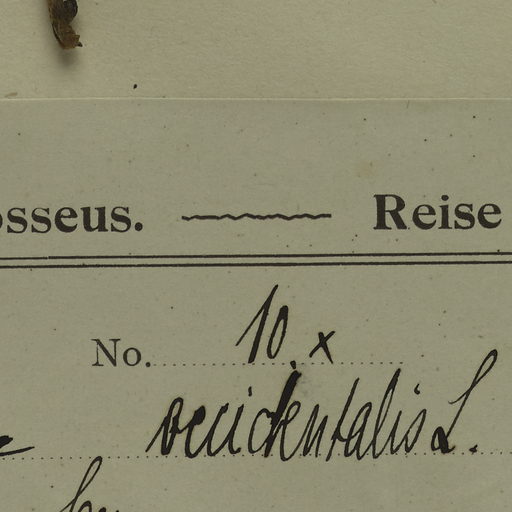 osseus. Reise
No. 10. x
occidentalis L.